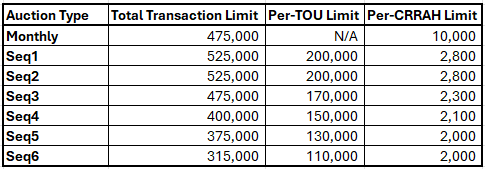 Auction Type Total Transaction Limit Per-TOU Limit Per-CRRAH Limit
Monthly 475,000 N/A 10,000
Seq1 525,000 200,000 2,800
Seq2 525,000 200,000 2,800
Seq3 475,000 170,000 2,300
Seq4 400,000 150,000 2,100
Seq5 375,000 130,000 2,000
Seq6 315,000 110,000 2,000